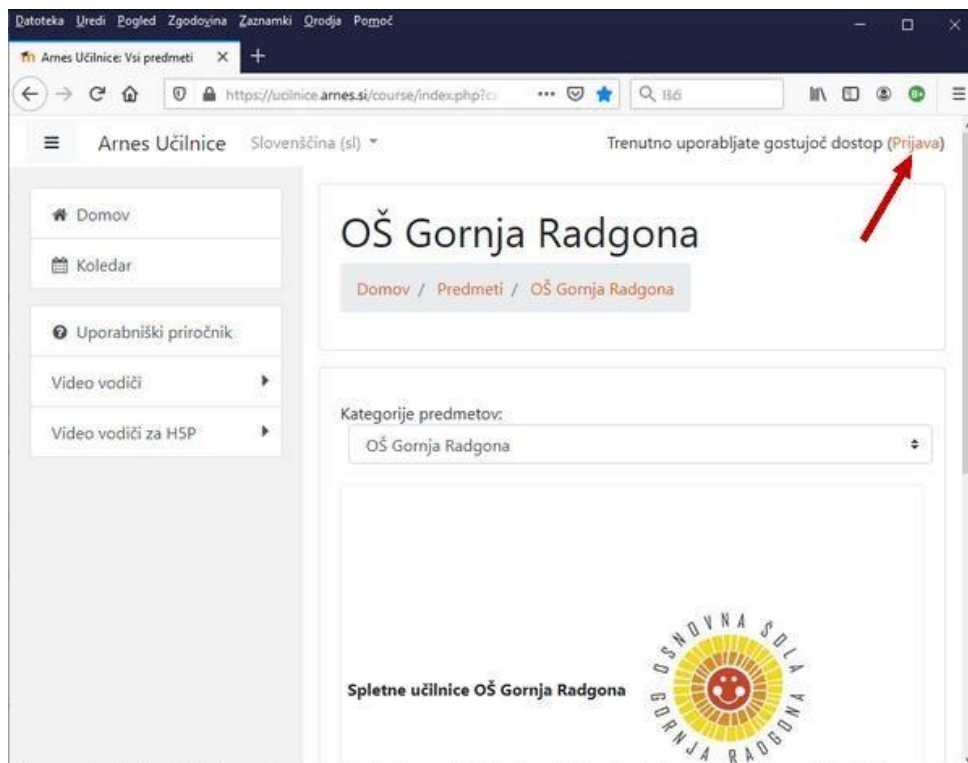 Datoteka Uredi Pogled Zgodovina Zaznamki Orodja Pomoč
Arnes Učilnice: Vsi predmeti
https://ucilnice.arnes.si/course/index.php?c
Išči
Arnes Učilnice Slovenščina (sl) Trenutno uporabljate gostujoč dostop (Prijava)
Domov
Koledar
Uporabniški priročnik
Video vodiči
Video vodiči za H5P
OŠ Gornja Radgona
Domov / Predmeti / OŠ Gornja Radgona
Kategorije predmetov:
OŠ Gornja Radgona
Spletne učilnice OŠ Gornja Radgona
OSNOVNA ŠOLA
GORNJA RADGONA